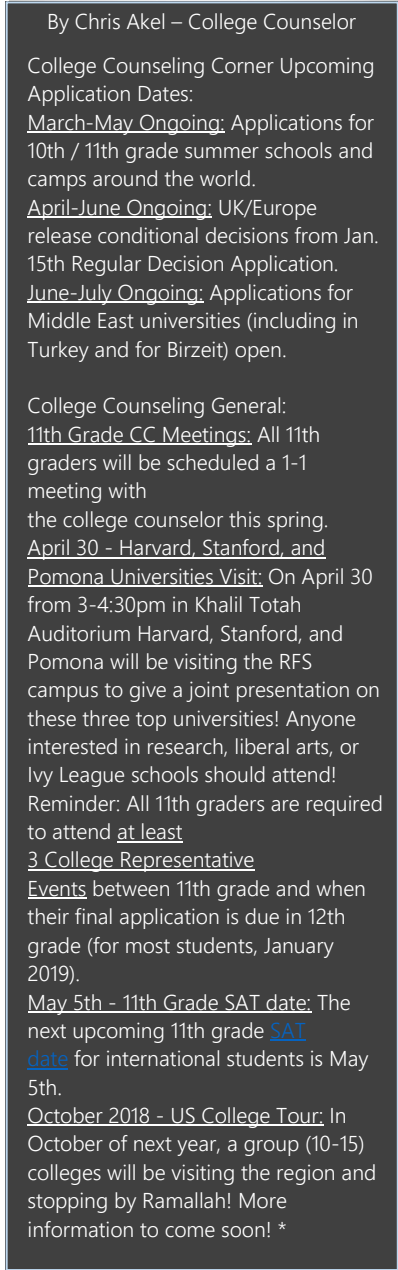 By Chris Akel – College Counselor
College Counseling Corner Upcoming
Application Dates:
March-May Ongoing: Applications for
10th / 11th grade summer schools and
camps around the world.
April-June Ongoing: UK/Europe
release conditional decisions from Jan.
15th Regular Decision Application.
June-July Ongoing: Applications for
Middle East universities (including in
Turkey and for Birzeit) open.
College Counseling General:
11th Grade CC Meetings: All 11th
graders will be scheduled a 1-1
meeting with
the college counselor this spring.
April 30 - Harvard, Stanford, and
Pomona Universities Visit: On April 30
from 3-4:30pm in Khalil Totah
Auditorium Harvard, Stanford, and
Pomona will be visiting the RFS
campus to give a joint presentation on
these three top universities! Anyone
interested in research, liberal arts, or
Ivy League schools should attend!
Reminder: All 11th graders are required
to attend at least
3 College Representative
Events between 11th grade and when
their final application is due in 12th
grade (for most students, January
2019).
May 5th - 11th Grade SAT date: The
next upcoming 11th grade SAT
date for international students is May
5th.
October 2018 - US College Tour: In
October of next year, a group (10-15)
colleges will be visiting the region and
stopping by Ramallah! More
information to come soon! *